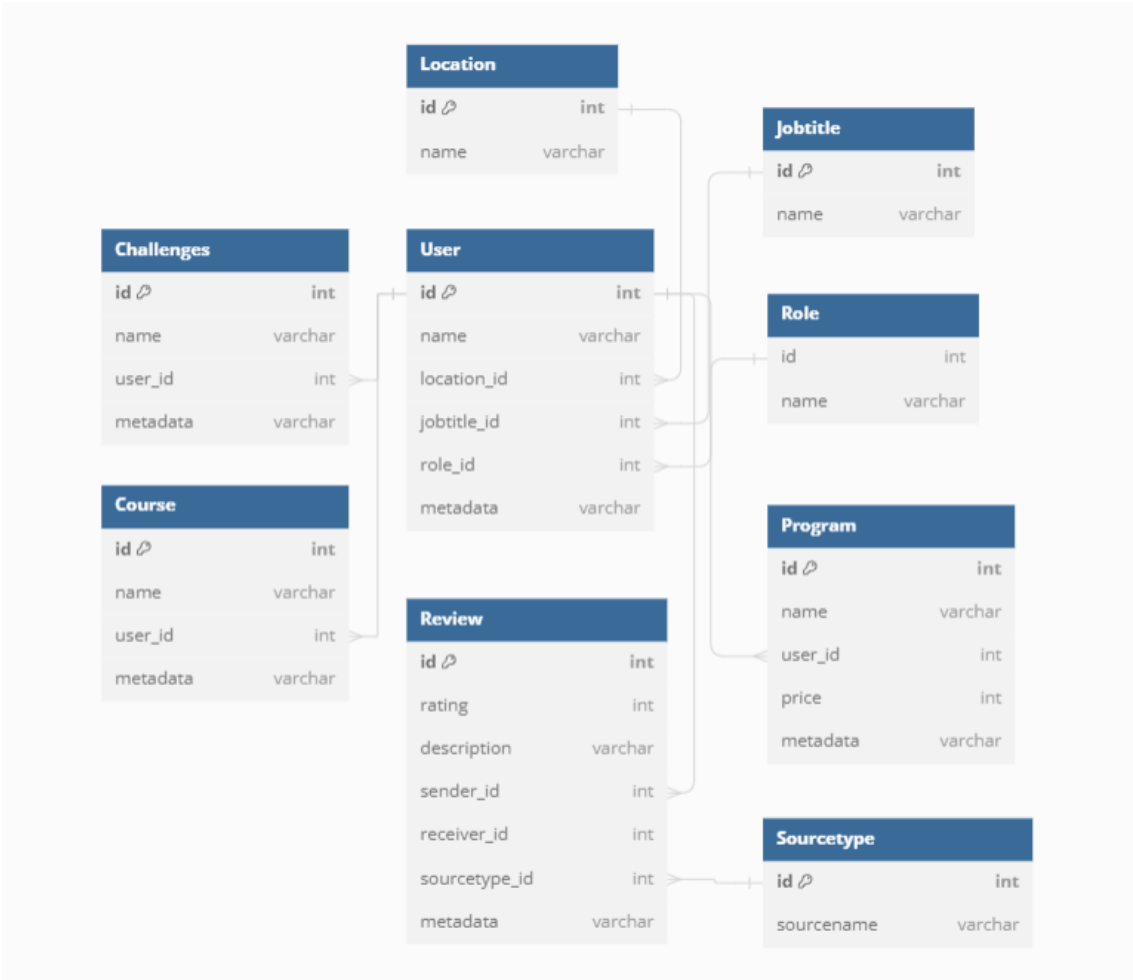 Location
id int
name varchar
Jobtitle
id int
name varchar
Challenges
id int
name varchar
user_id int
metadata varchar
User
id int
name varchar
location_id int
jobtitle_id int
role_id int
metadata varchar
Role
id int
name varchar
Course
id int
name varchar
user_id int
metadata varchar
Program
id int
name varchar
user_id int
price int
metadata varchar
Review
id int
rating int
description varchar
sender_id int
receiver_id int
sourcetype_id int
metadata varchar
Sourcetype
id int
sourcename varchar